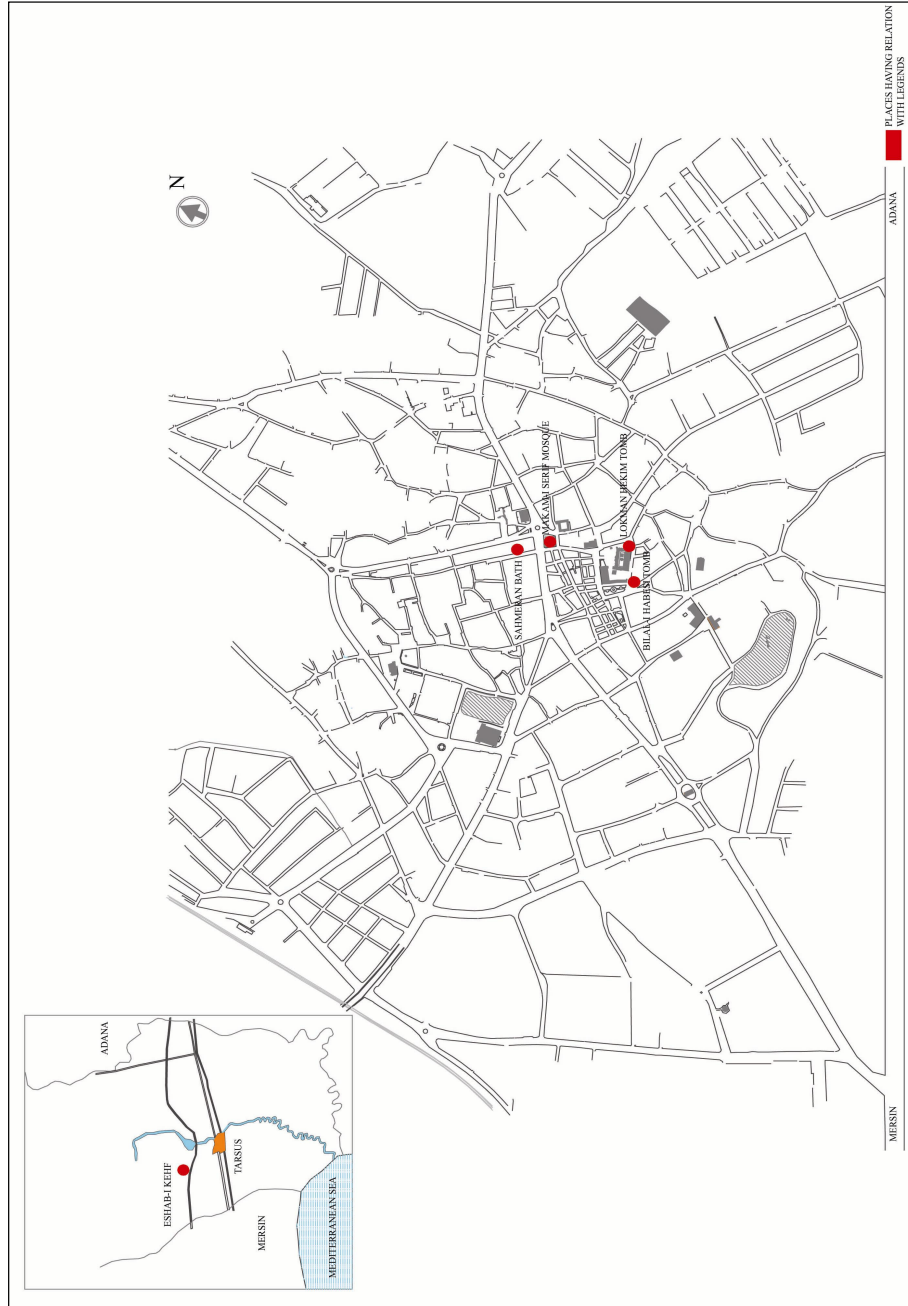 N
ADANA
ESHAB-I KEHF
TARSUS
MERSIN
MEDITERRANEAN SEA
SAHMERAN BATH
MAKAM-I SERIF MOSQUE
BILAL-I HABESI TOMB
LOKMAN HEKIM TOMB
MERSIN
ADANA
PLACES HAVING RELATION
WITH LEGENDS